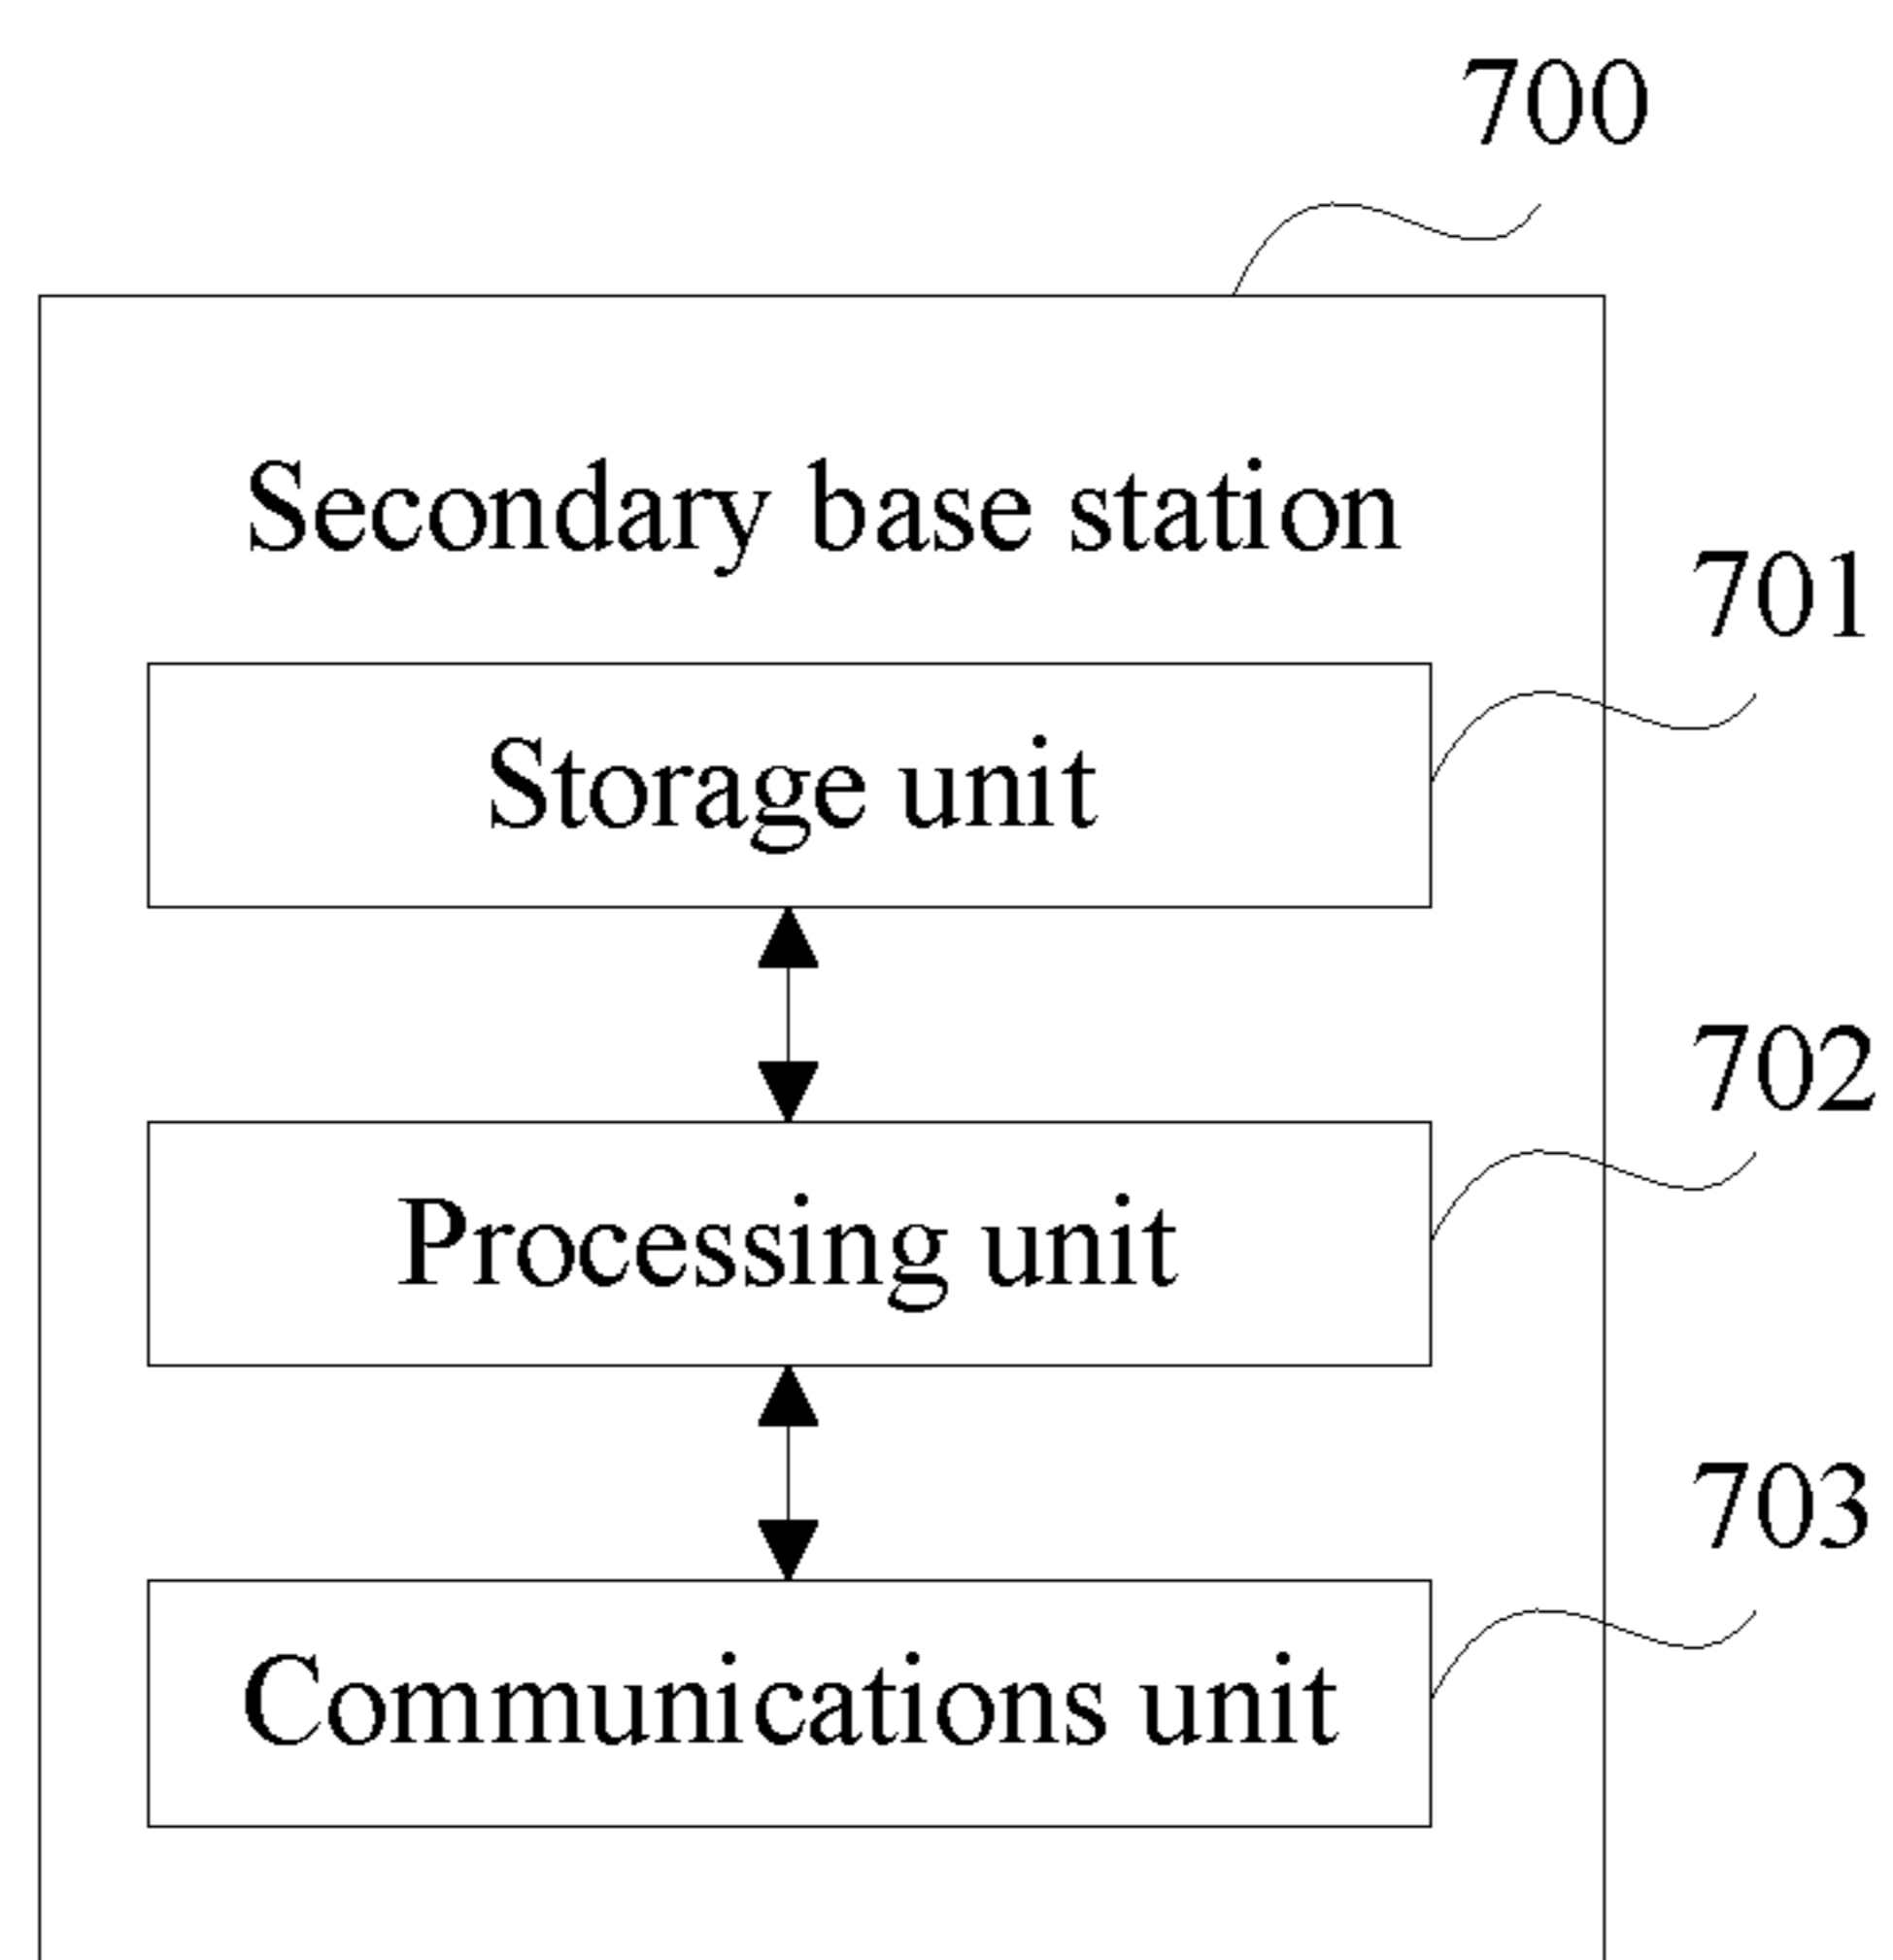 700
Secondary base station
701
Storage unit
702
Processing unit
703
Communications unit